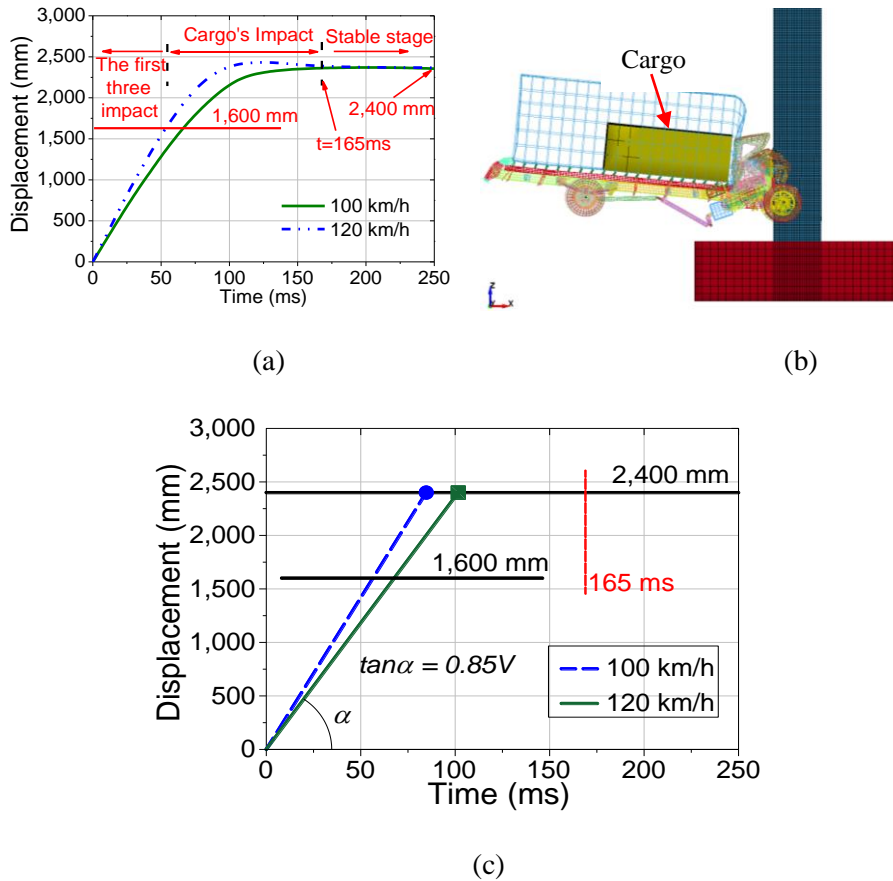 3,000
2,500
2,000
1,500
1,000
500
0
Displacement (mm)
Cargo's Impact
Stable stage
The first
three
impact
1,600 mm
2,400 mm
t=165ms
100 km/h
120 km/h
0 50 100 150 200 250
Time (ms)
(a)
Cargo
z
x
(b)
3,000
2,500
2,000
1,500
1,000
500
0
Displacement (mm)
2,400 mm
1,600 mm
165 ms
tanα = 0.85V
α
100 km/h
120 km/h
0 50 100 150 200 250
Time (ms)
(c)